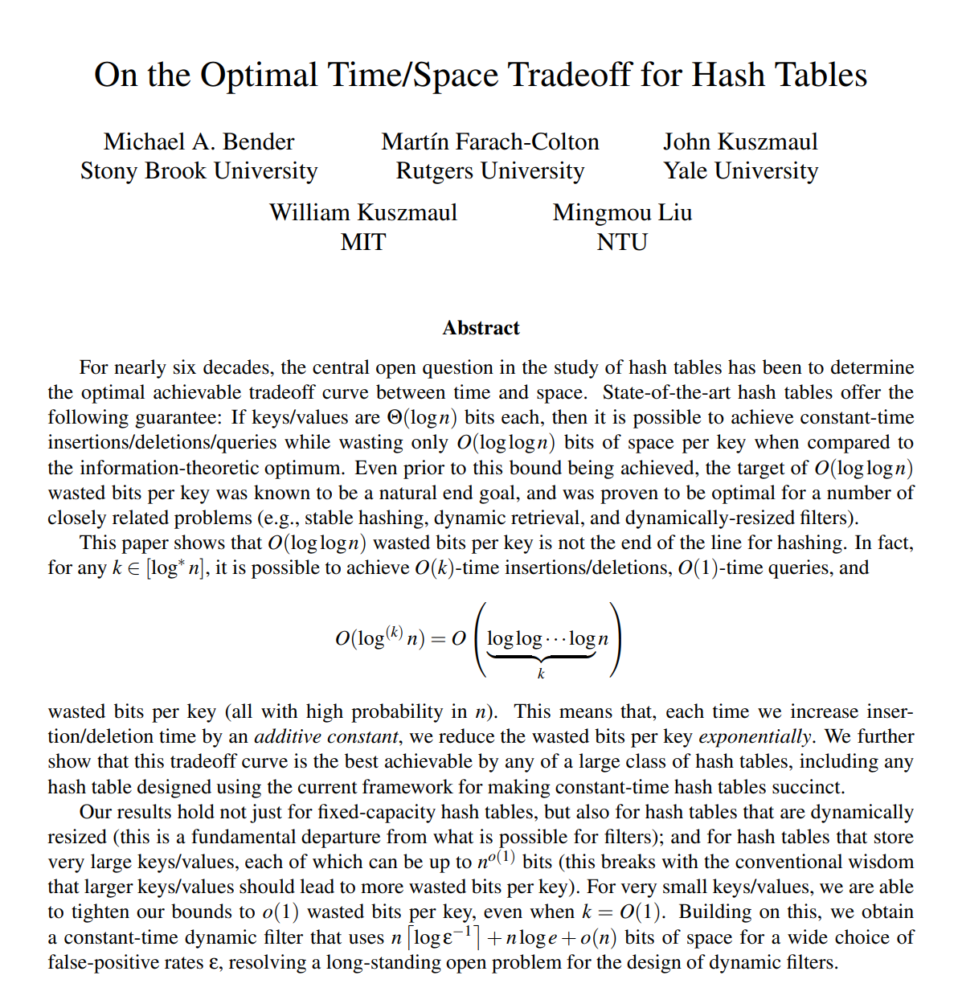 On the Optimal Time/Space Tradeoff for Hash Tables
Michael A. Bender Martín Farach-Colton John Kuszmaul
Stony Brook University Rutgers University Yale University
William Kuszmaul Mingmou Liu
MIT NTU
Abstract
For nearly six decades, the central open question in the study of hash tables has been to determine
the optimal achievable tradeoff curve between time and space. State-of-the-art hash tables offer the
following guarantee: If keys/values are Θ(log n) bits each, then it is possible to achieve constant-time
insertions/deletions/queries while wasting only O(log log n) bits of space per key when compared to
the information-theoretic optimum. Even prior to this bound being achieved, the target of O(log log n)
wasted bits per key was known to be a natural end goal, and was proven to be optimal for a number of
closely related problems (e.g., stable hashing, dynamic retrieval, and dynamically-resized filters).
This paper shows that O(log log n) wasted bits per key is not the end of the line for hashing. In fact,
for any k ∈ [log* n], it is possible to achieve O(k)-time insertions/deletions, O(1)-time queries, and
O(log^(k) n) = O(log log ⋯ log n)
k
wasted bits per key (all with high probability in n). This means that, each time we increase inser-
tion/deletion time by an additive constant, we reduce the wasted bits per key exponentially. We further
show that this tradeoff curve is the best achievable by any of a large class of hash tables, including any
hash table designed using the current framework for making constant-time hash tables succinct.
Our results hold not just for fixed-capacity hash tables, but also for hash tables that are dynamically
resized (this is a fundamental departure from what is possible for filters); and for hash tables that store
very large keys/values, each of which can be up to n^o(1) bits (this breaks with the conventional wisdom
that larger keys/values should lead to more wasted bits per key). For very small keys/values, we are able
to tighten our bounds to o(1) wasted bits per key, even when k = O(1). Building on this, we obtain
a constant-time dynamic filter that uses n ⌈log ε⁻¹⌉ + n log e + o(n) bits of space for a wide choice of
false-positive rates ε, resolving a long-standing open problem for the design of dynamic filters.